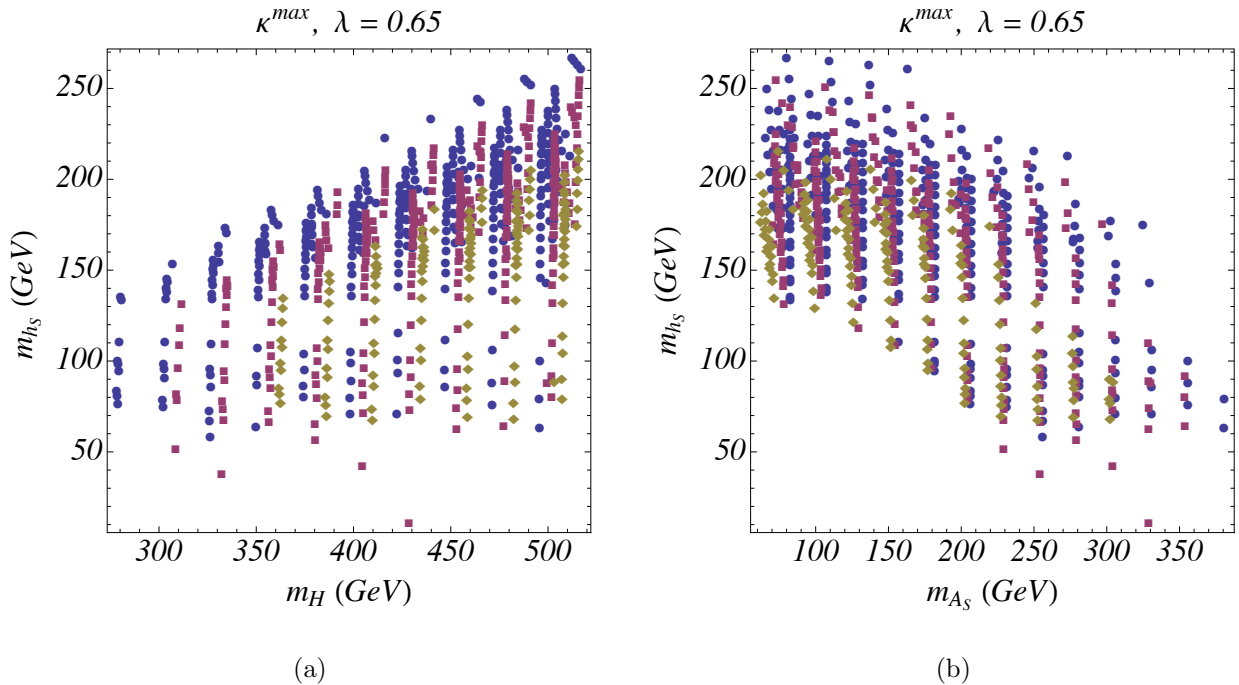 κ^max, λ = 0.65
250
200
150
100
50
m_{h_S} (GeV)
300 350 400 450 500
m_H (GeV)
(a)
κ^max, λ = 0.65
250
200
150
100
50
m_{h_S} (GeV)
100 150 200 250 300 350
m_{A_S} (GeV)
(b)